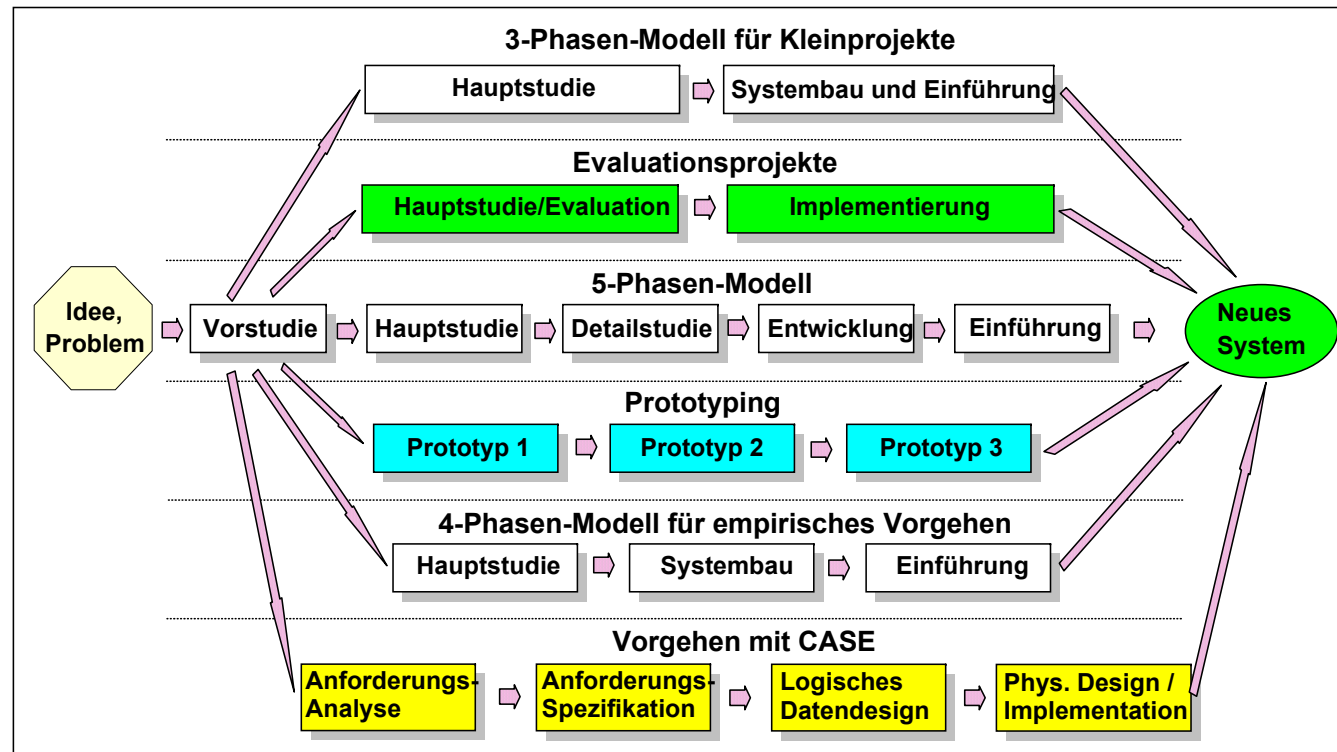 3-Phasen-Modell für Kleinprojekte
Hauptstudie
Systembau und Einführung
Evaluationsprojekte
Hauptstudie/Evaluation
Implementierung
5-Phasen-Modell
Idee,
Problem
Vorstudie
Hauptstudie
Detailstudie
Entwicklung
Einführung
Neues
System
Prototyping
Prototyp 1
Prototyp 2
Prototyp 3
4-Phasen-Modell für empirisches Vorgehen
Hauptstudie
Systembau
Einführung
Vorgehen mit CASE
Anforderungs-
Analyse
Anforderungs-
Spezifikation
Logisches
Datendesign
Phys. Design /
Implementation